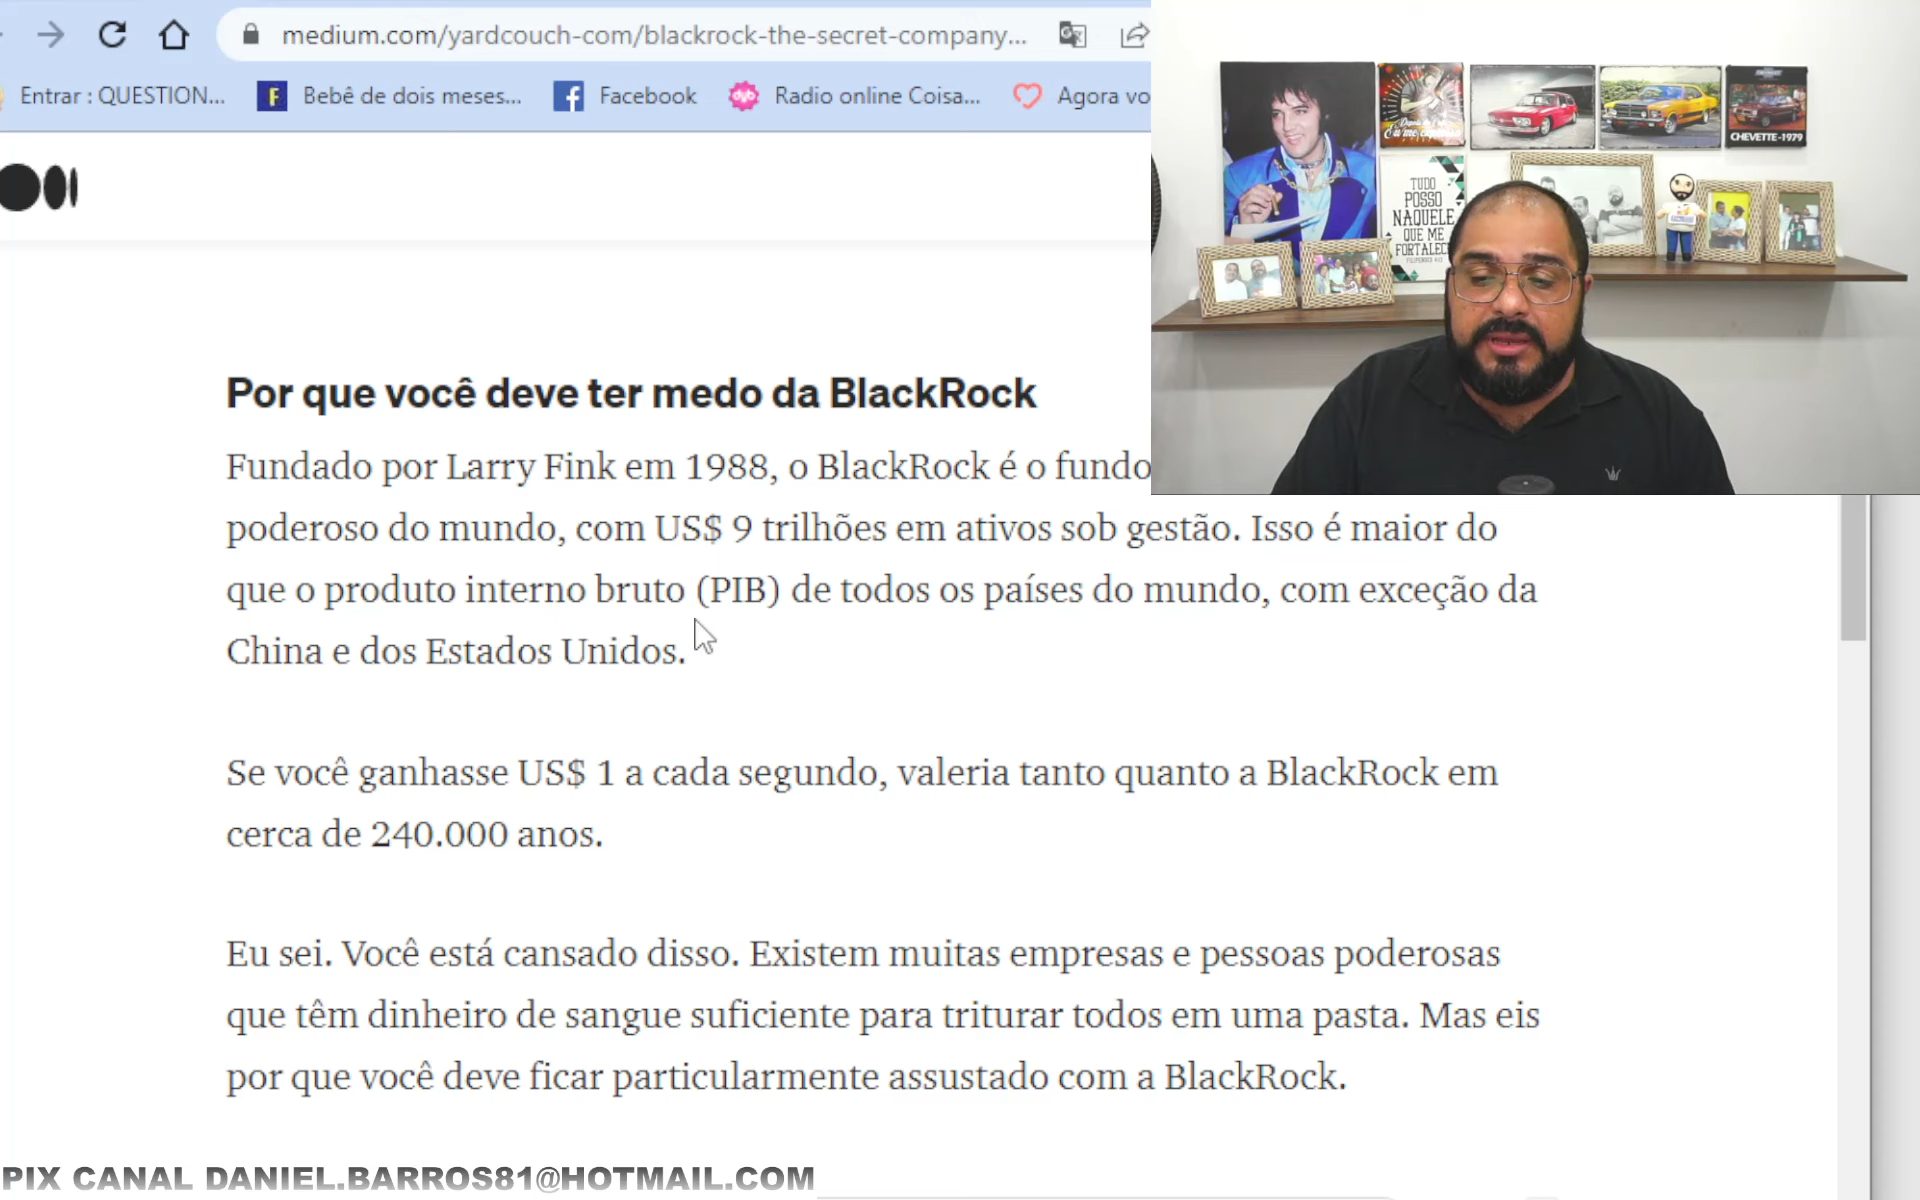 medium.com/yardcouch-com/blackrock-the-secret-company...
Entrar : QUESTION... Bebê de dois meses... Facebook Radio online Coisa... Agora vo
CHEVETTE-1979
TUDO
POSSO
NAQUELE
QUE ME
FORTALEC
FILIPENSES 4:13
Por que você deve ter medo da BlackRock
Fundado por Larry Fink em 1988, o BlackRock é o fundo
poderoso do mundo, com US$ 9 trilhões em ativos sob gestão. Isso é maior do
que o produto interno bruto (PIB) de todos os países do mundo, com exceção da
China e dos Estados Unidos.
Se você ganhasse US$ 1 a cada segundo, valeria tanto quanto a BlackRock em
cerca de 240.000 anos.
Eu sei. Você está cansado disso. Existem muitas empresas e pessoas poderosas
que têm dinheiro de sangue suficiente para triturar todos em uma pasta. Mas eis
por que você deve ficar particularmente assustado com a BlackRock.
PIX CANAL DANIEL.BARROS81@HOTMAIL.COM